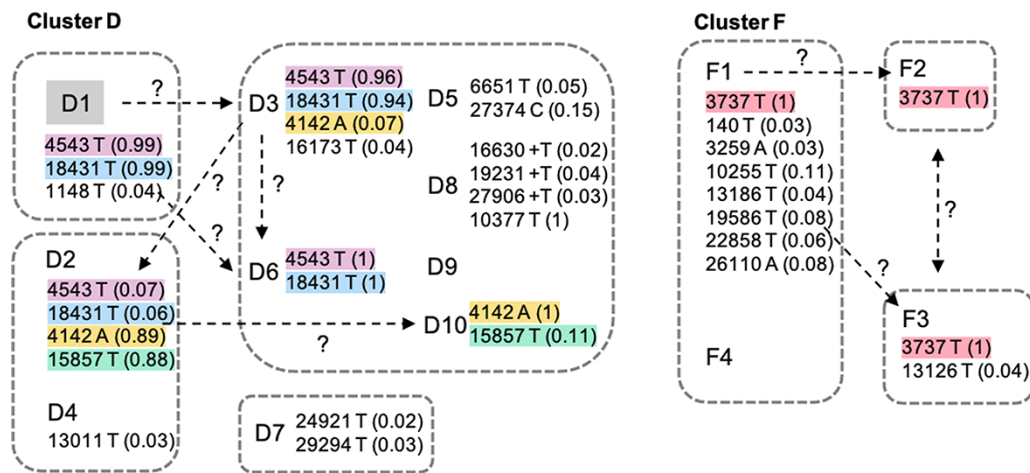 Cluster D
D1
4543 T (0.99)
18431 T (0.99)
1148 T (0.04)
?
D3
4543 T (0.96)
18431 T (0.94)
4142 A (0.07)
16173 T (0.04)
D5
6651 T (0.05)
27374 C (0.15)
D8
16630 +T (0.02)
19231 +T (0.04)
27906 +T (0.03)
10377 T (1)
?
?
?
D2
4543 T (0.07)
18431 T (0.06)
4142 A (0.89)
15857 T (0.88)
D6
4543 T (1)
18431 T (1)
D9
D10
4142 A (1)
15857 T (0.11)
?
D4
13011 T (0.03)
D7
24921 T (0.02)
29294 T (0.03)
Cluster F
F1
3737 T (1)
140 T (0.03)
3259 A (0.03)
10255 T (0.11)
13186 T (0.04)
19586 T (0.08)
22858 T (0.06)
26110 A (0.08)
F4
?
F2
3737 T (1)
?
?
F3
3737 T (1)
13126 T (0.04)